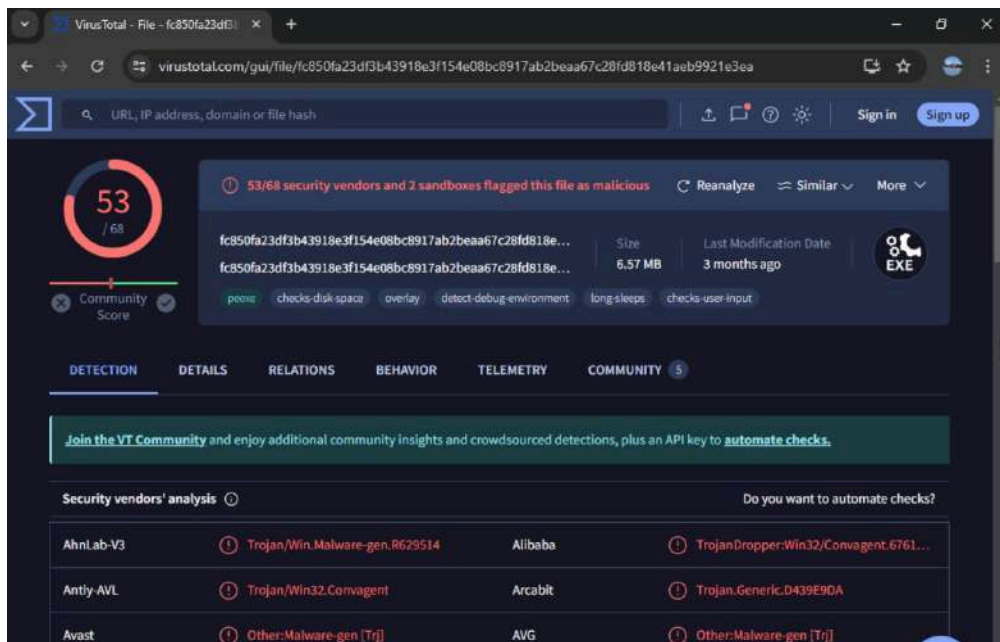 VirusTotal - File - fc850fa23df3b
virustotal.com/gui/file/fc850fa23df3b43918e3f154e08bc8917ab2beaa67c28fd818e41aeb9921e3ea
URL, IP address, domain or file hash
Sign in
Sign up
53
/ 68
Community Score
53/68 security vendors and 2 sandboxes flagged this file as malicious
Reanalyze
Similar
More
fc850fa23df3b43918e3f154e08bc8917ab2beaa67c28fd818e...
fc850fa23df3b43918e3f154e08bc8917ab2beaa67c28fd818e...
Size
6.57 MB
Last Modification Date
3 months ago
EXE
peexe checks-disk-space overlay detect-debug-environment long-sleeps checks-user-input
DETECTION DETAILS RELATIONS BEHAVIOR TELEMETRY COMMUNITY 5
Join the VT Community and enjoy additional community insights and crowdsourced detections, plus an API key to automate checks.
Security vendors' analysis
Do you want to automate checks?
AhnLab-V3 Trojan/Win.Malware-gen.R629514 Alibaba TrojanDropper:Win32/Convagent.6761...
Antiy-AVL Trojan/Win32.Convagent Arcabit Trojan.Generic.D439E9DA
Avast Other:Malware-gen [Trj] AVG Other:Malware-gen [Trj]